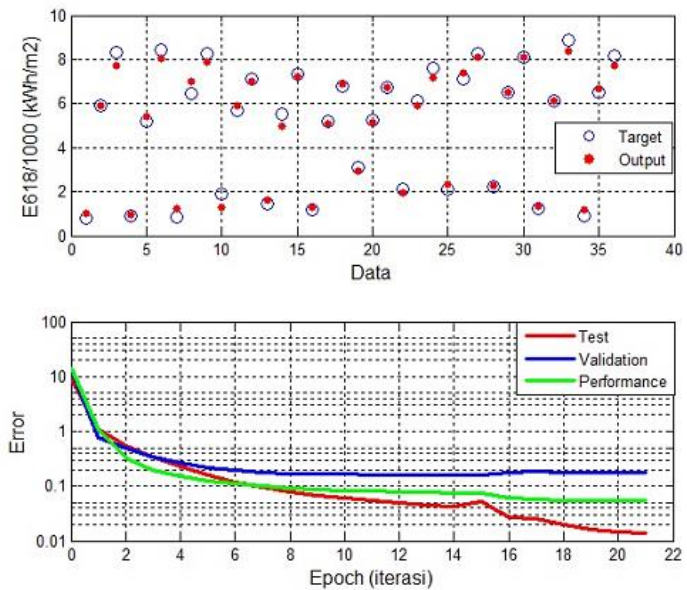 10
8
6
4
2
0
E618/1000 (kWh/m2)
Target
Output
0 5 10 15 20 25 30 35 40
Data
100
10
1
0.1
0.01
Error
Test
Validation
Performance
0 2 4 6 8 10 12 14 16 18 20 22
Epoch (iterasi)